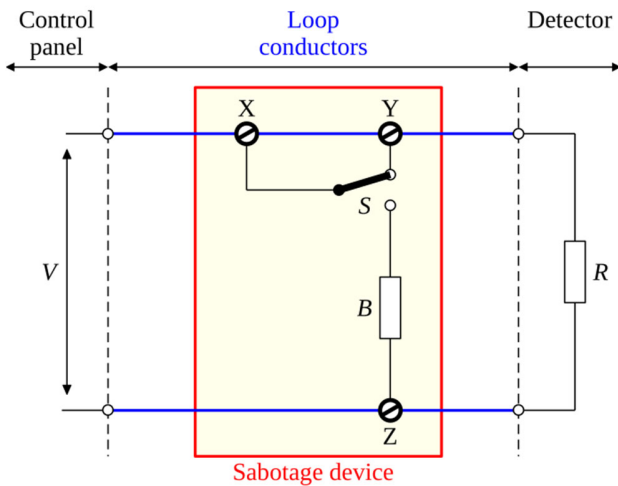 Control
panel
Loop
conductors
Detector
X
Y
S
V
B
R
Z
Sabotage device